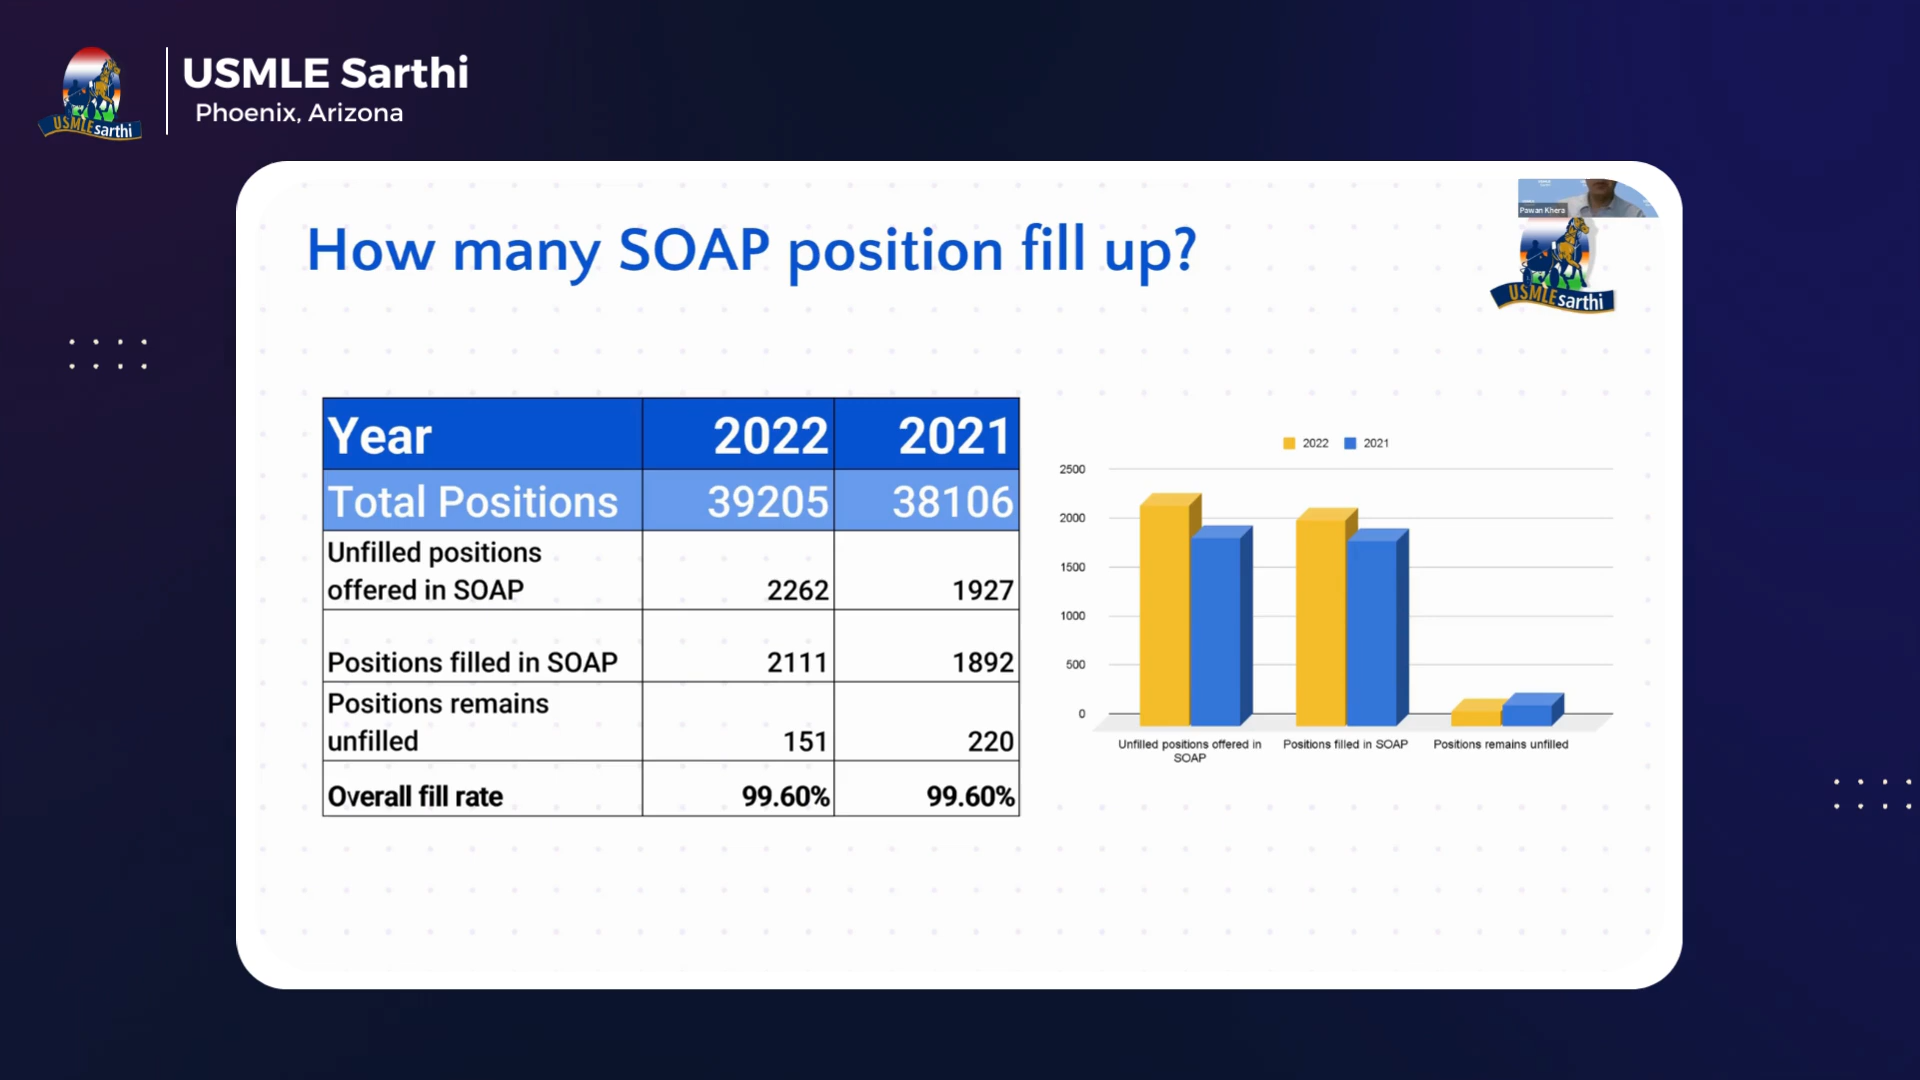 USMLE Sarthi
Phoenix, Arizona
USMLE sarthi
How many SOAP position fill up?
Pawan Khera
USMLE sarthi
Year 2022 2021
Total Positions 39205 38106
Unfilled positions
offered in SOAP 2262 1927
Positions filled in SOAP 2111 1892
Positions remains
unfilled 151 220
Overall fill rate 99.60% 99.60%
2022 2021
2500
2000
1500
1000
500
0
Unfilled positions offered in
SOAP
Positions filled in SOAP
Positions remains unfilled